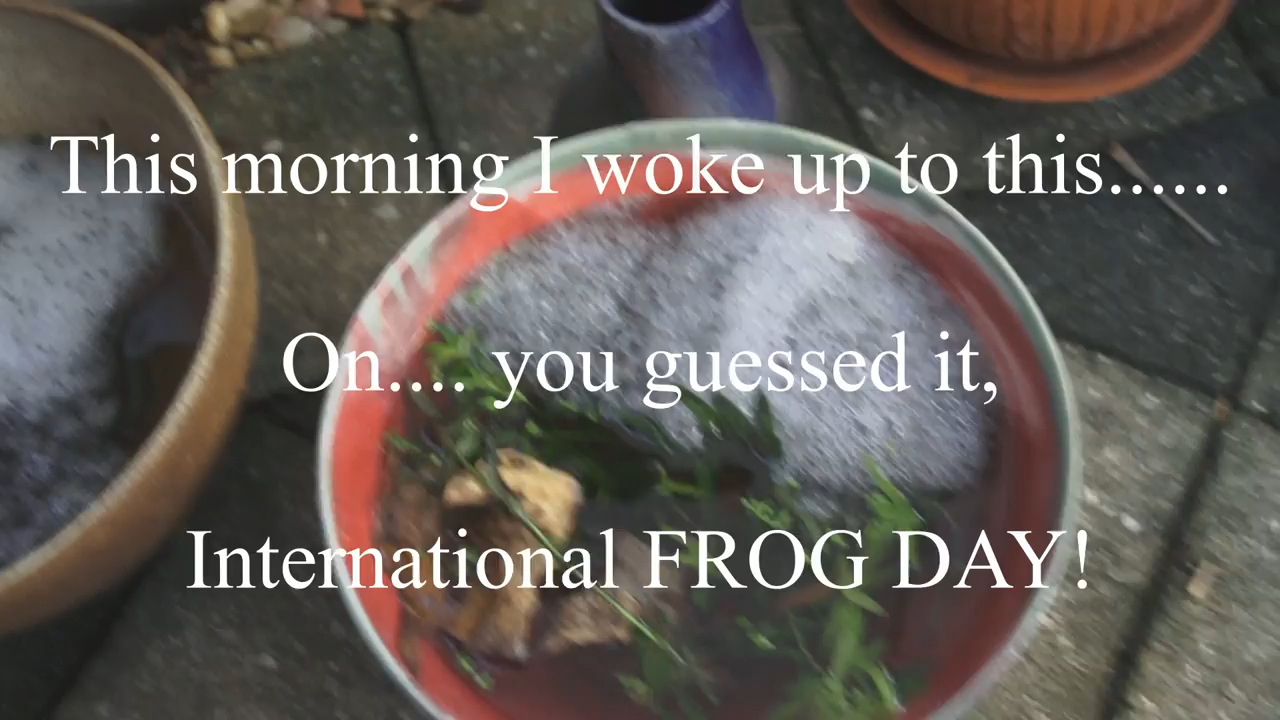 This morning I woke up to this......
On.... you guessed it,
International FROG DAY!